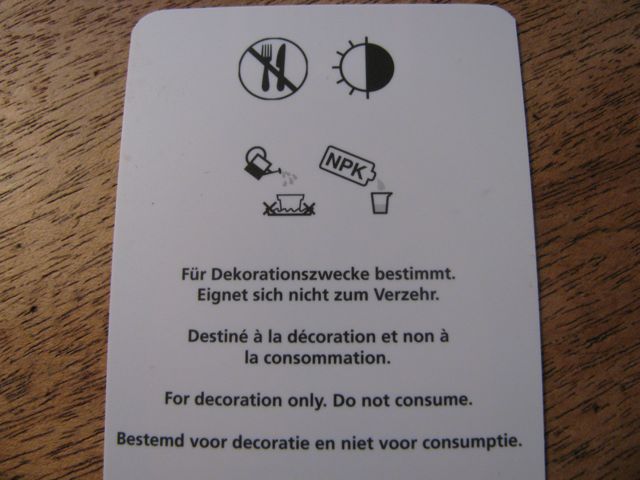 NPK
Für Dekorationszwecke bestimmt.
Eignet sich nicht zum Verzehr.
Destiné à la décoration et non à
la consommation.
For decoration only. Do not consume.
Bestemd voor decoratie en niet voor consumptie.